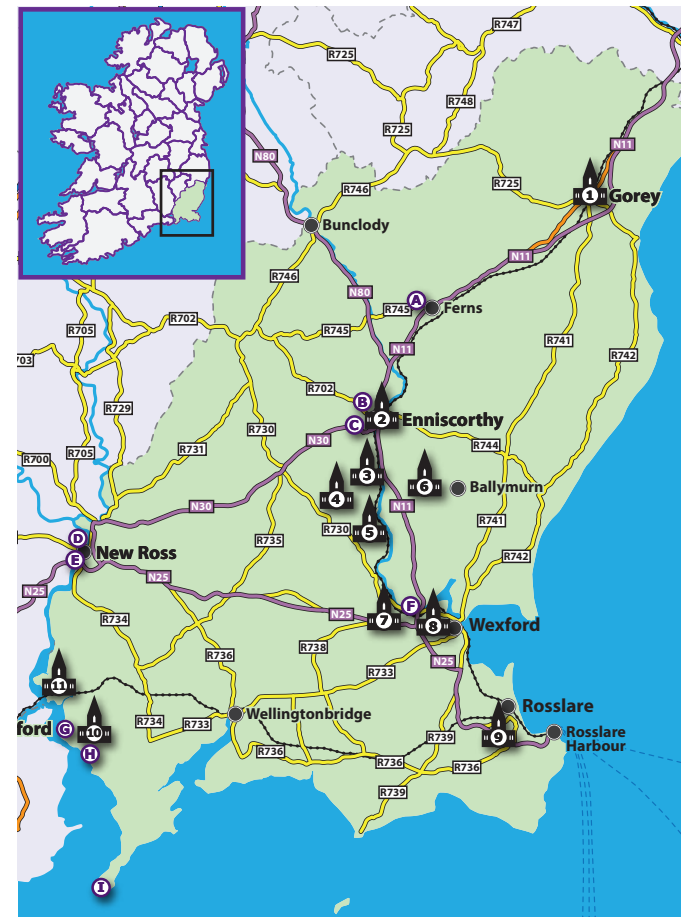 R747
R725
R748
R725
N11
N80
R746
R725
1
Gorey
Bunclody
N11
R746
N80
A
R745
Ferns
R705
R702
R745
R741
N11
R742
703
R702
B
R729
2
Enniscorthy
C
R730
N30
R744
R731
R705
R700
3
6
4
Ballymurn
N30
N11
R730
5
R741
R735
D
New Ross
E
R742
N25
N25
F
R734
N25
7
8
Wexford
R738
R736
N25
R733
11
Rosslare
ford
G
10
R734
R733
Wellingtonbridge
9
Rosslare
Harbour
R739
H
R736
R736
R736
R739
I